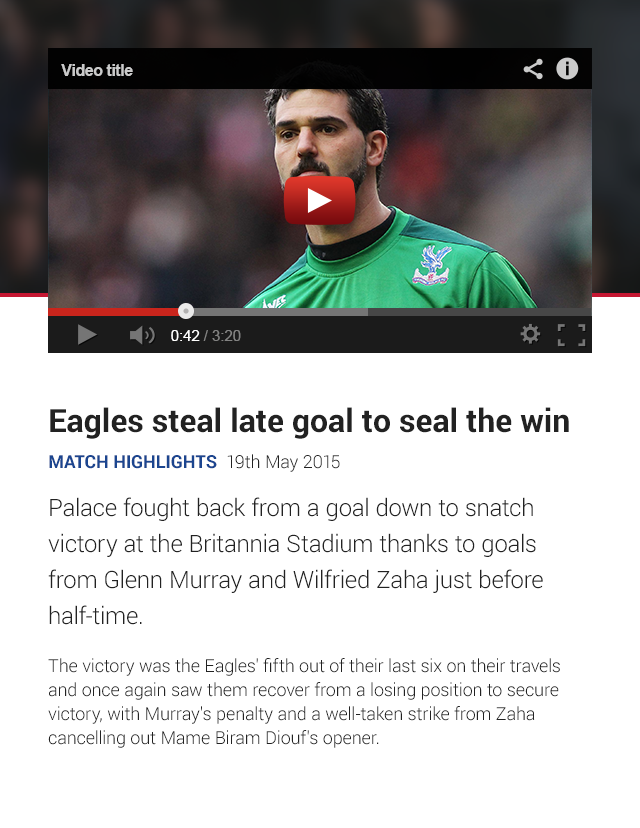 Video title
0:42 / 3:20
Eagles steal late goal to seal the win
MATCH HIGHLIGHTS 19th May 2015
Palace fought back from a goal down to snatch
victory at the Britannia Stadium thanks to goals
from Glenn Murray and Wilfried Zaha just before
half-time.
The victory was the Eagles' fifth out of their last six on their travels
and once again saw them recover from a losing position to secure
victory, with Murray's penalty and a well-taken strike from Zaha
cancelling out Mame Biram Diouf's opener.